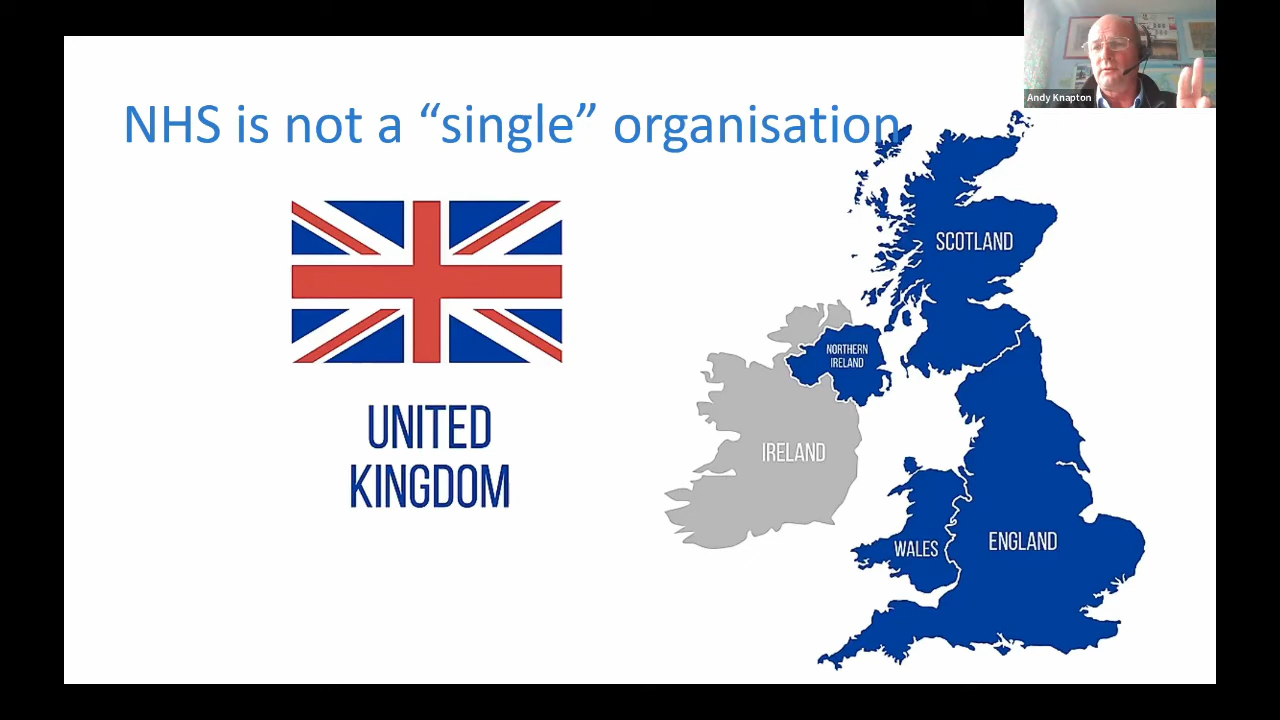 Andy Knapton
NHS is not a “single” organisation
SCOTLAND
NORTHERN
IRELAND
UNITED
KINGDOM
IRELAND
WALES
ENGLAND